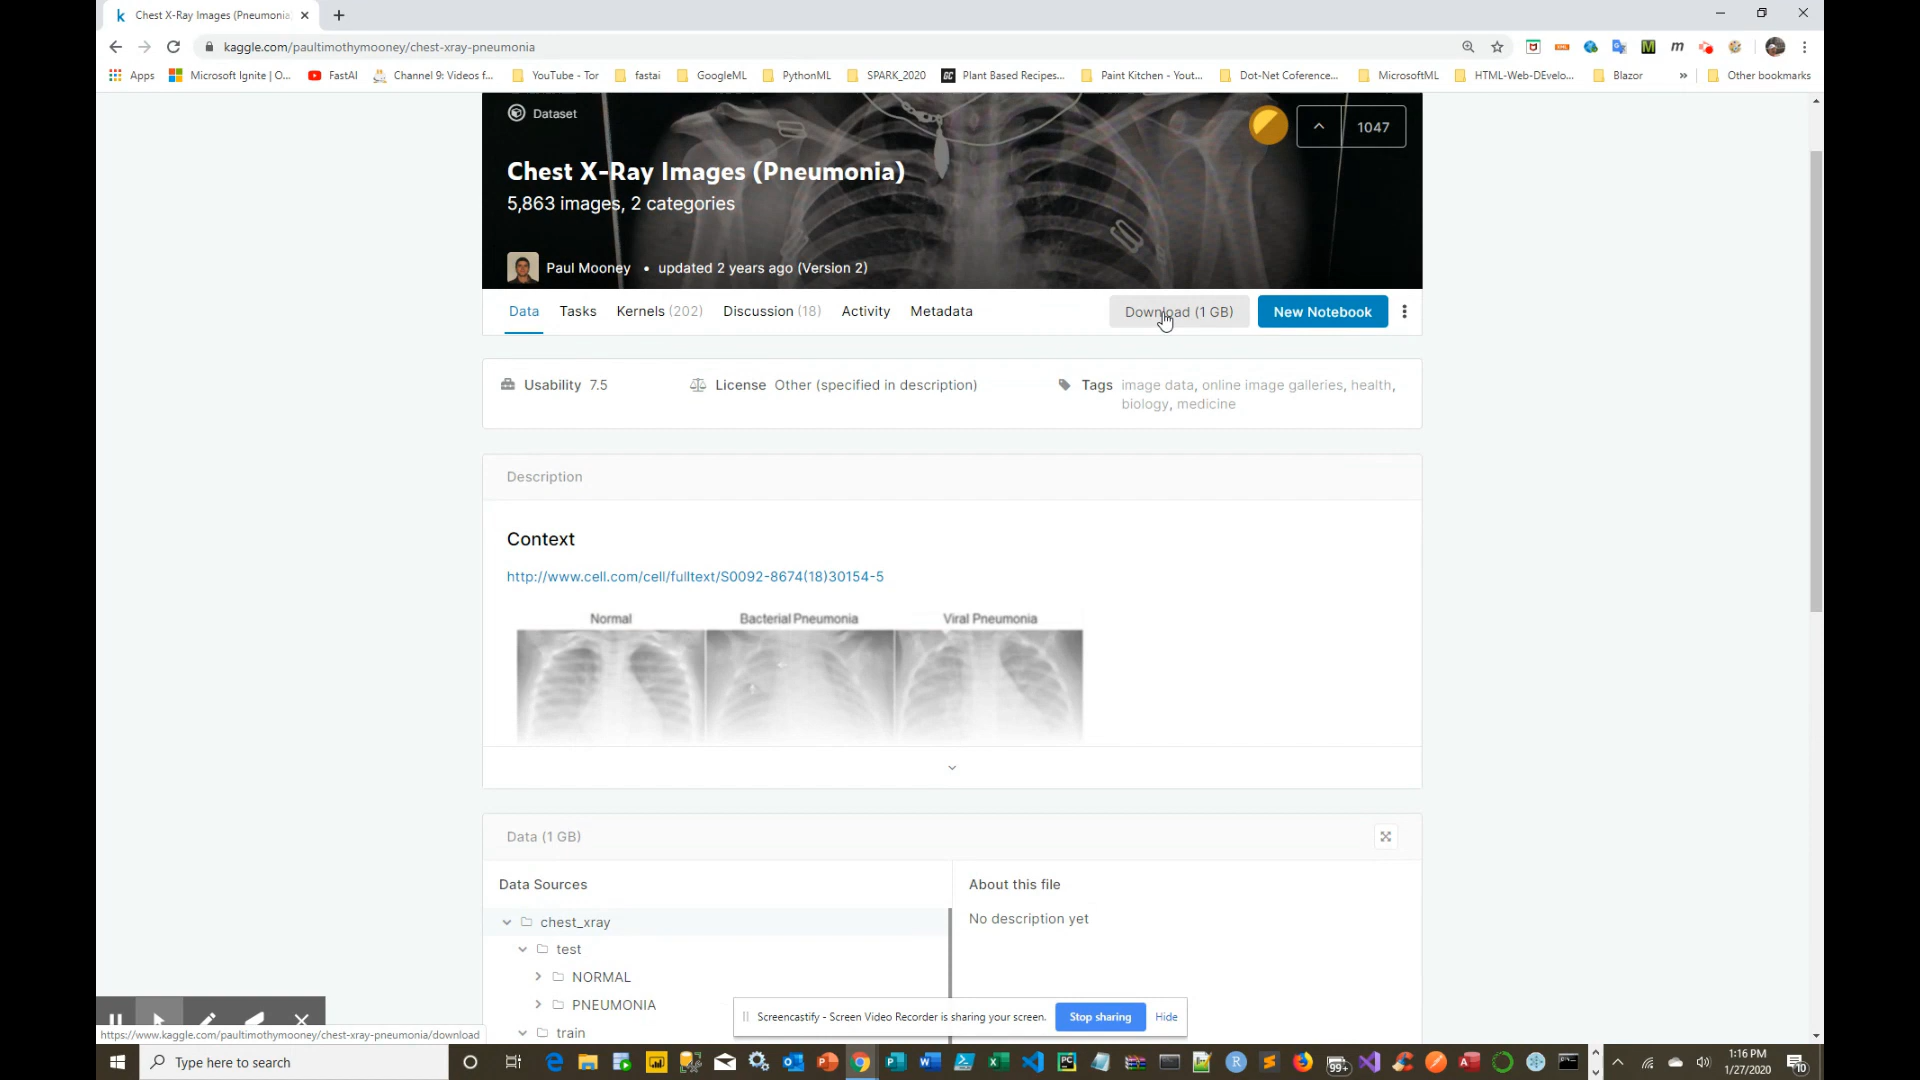 Chest X-Ray Images (Pneumonia
kaggle.com/paultimothymooney/chest-xray-pneumonia
Apps
Microsoft Ignite | O...
FastAI
Channel 9: Videos f...
YouTube - Tor
fastai
GoogleML
PythonML
SPARK_2020
Plant Based Recipes...
Paint Kitchen - Yout...
Dot-Net Coference...
MicrosoftML
HTML-Web-DEvelo...
Blazor
»
Other bookmarks
Dataset
1047
Chest X-Ray Images (Pneumonia)
5,863 images, 2 categories
Paul Mooney • updated 2 years ago (Version 2)
Data
Tasks
Kernels (202)
Discussion (18)
Activity
Metadata
Download (1 GB)
New Notebook
Usability 7.5
License Other (specified in description)
Tags image data, online image galleries, health,
biology, medicine
Description
Context
http://www.cell.com/cell/fulltext/S0092-8674(18)30154-5
Normal
Bacterial Pneumonia
Viral Pneumonia
Data (1 GB)
Data Sources
About this file
chest_xray
No description yet
test
NORMAL
PNEUMONIA
train
Screencastify - Screen Video Recorder is sharing your screen.
Stop sharing
Hide
https://www.kaggle.com/paultimothymooney/chest-xray-pneumonia/download
Type here to search
99+
1:16 PM
1/27/2020
10